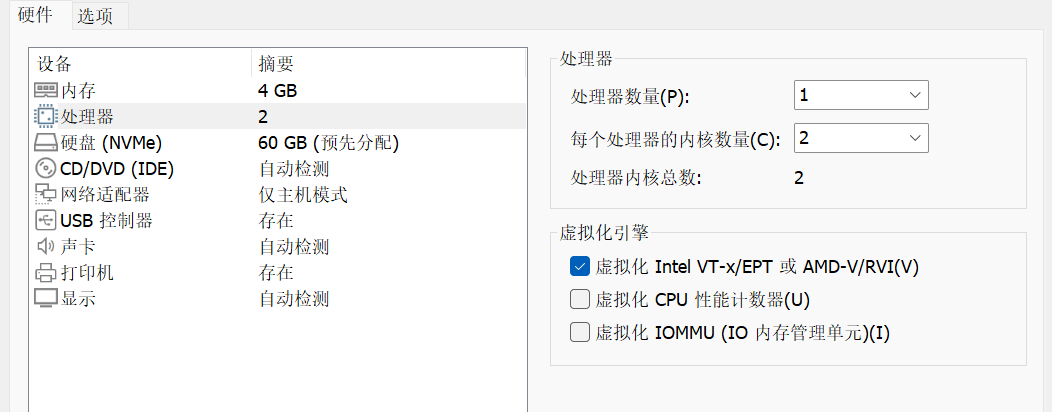 硬件 选项
设备 摘要
内存 4 GB
处理器 2
硬盘 (NVMe) 60 GB (预先分配)
CD/DVD (IDE) 自动检测
网络适配器 仅主机模式
USB 控制器 存在
声卡 自动检测
打印机 存在
显示 自动检测
处理器
处理器数量(P): 1
每个处理器的内核数量(C): 2
处理器内核总数: 2
虚拟化引擎
虚拟化 Intel VT-x/EPT 或 AMD-V/RVI(V)
虚拟化 CPU 性能计数器(U)
虚拟化 IOMMU (IO 内存管理单元)(I)